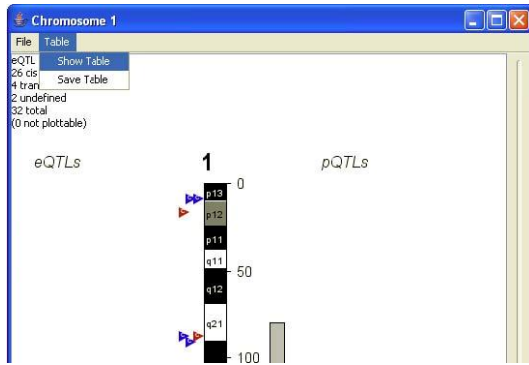 Chromosome 1
File Table
Show Table
Save Table
eQTL
26 cis
4 tran
2 undefined
32 total
(0 not plottable)
eQTLs 1 pQTLs
0
p13
p12
p11
q11
50
q12
q21
100